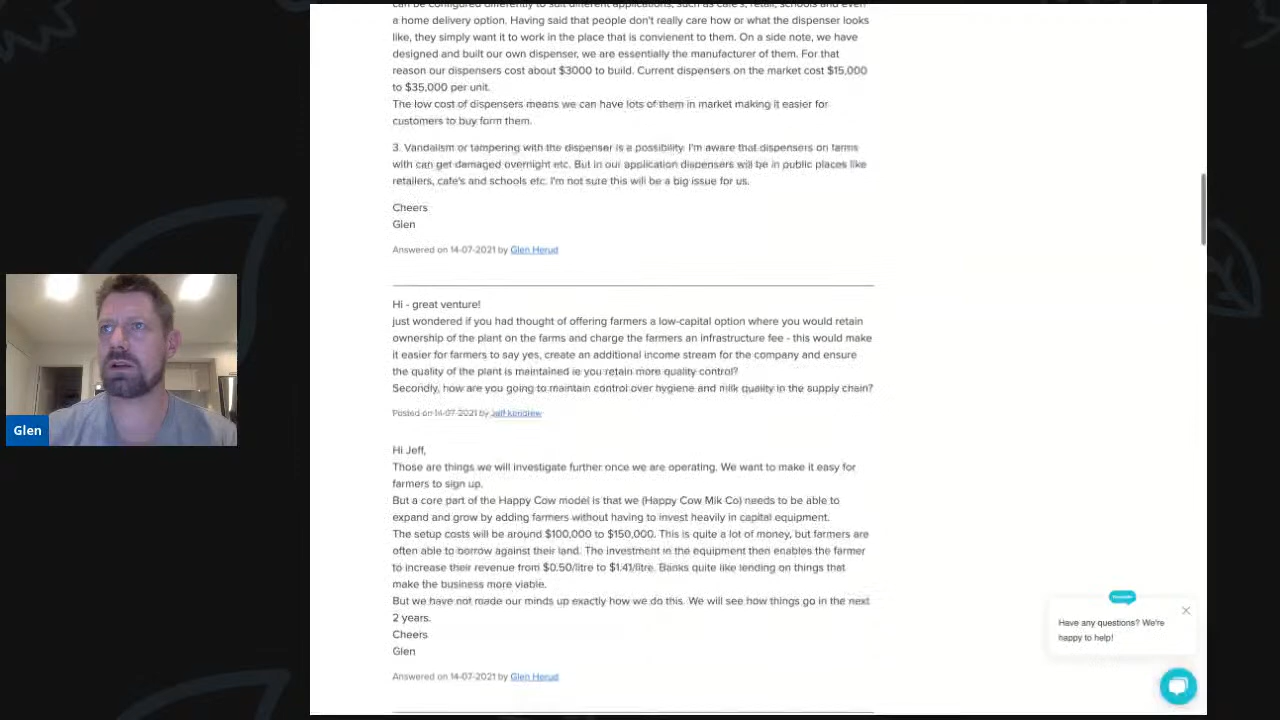 can be configured differently to suit different applications, such as cafe's, retail, schools and even
a home delivery option. Having said that people don't really care how or what the dispenser looks
like, they simply want it to work in the place that is convienent to them. On a side note, we have
designed and built our own dispenser, we are essentially the manufacturer of them. For that
reason our dispensers cost about $3000 to build. Current dispensers on the market cost $15,000
to $35,000 per unit.
The low cost of dispensers means we can have lots of them in market making it easier for
customers to buy form them.
3. Vandalism or tampering with the dispenser is a possibility. I'm aware that dispensers on farms
with can get damaged overnight etc. But in our application dispensers will be in public places like
retailers, cafe's and schools etc. I'm not sure this will be a big issue for us.
Cheers
Glen
Answered on 14-07-2021 by Glen Herud
Hi - great venture!
just wondered if you had thought of offering farmers a low-capital option where you would retain
ownership of the plant on the farms and charge the farmers an infrastructure fee - this would make
it easier for farmers to say yes, create an additional income stream for the company and ensure
the quality of the plant is maintained ie you retain more quality control?
Secondly, how are you going to maintain control over hygiene and milk quality in the supply chain?
Posted on 14-07-2021 by
Hi Jeff,
Those are things we will investigate further once we are operating. We want to make it easy for
farmers to sign up.
But a core part of the Happy Cow model is that we (Happy Cow Mik Co) needs to be able to
expand and grow by adding farmers without having to invest heavily in capital equipment.
The setup costs will be around $100,000 to $150,000. This is quite a lot of money, but farmers are
often able to borrow against their land. The investment in the equipment then enables the farmer
to increase their revenue from $0.50/litre to $1.41/litre. Banks quite like lending on things that
make the business more viable.
But we have not made our minds up exactly how we do this. We will see how things go in the next
2 years.
Cheers
Glen
Answered on 14-07-2021 by Glen Herud
Glen
Have any questions? We're
happy to help!